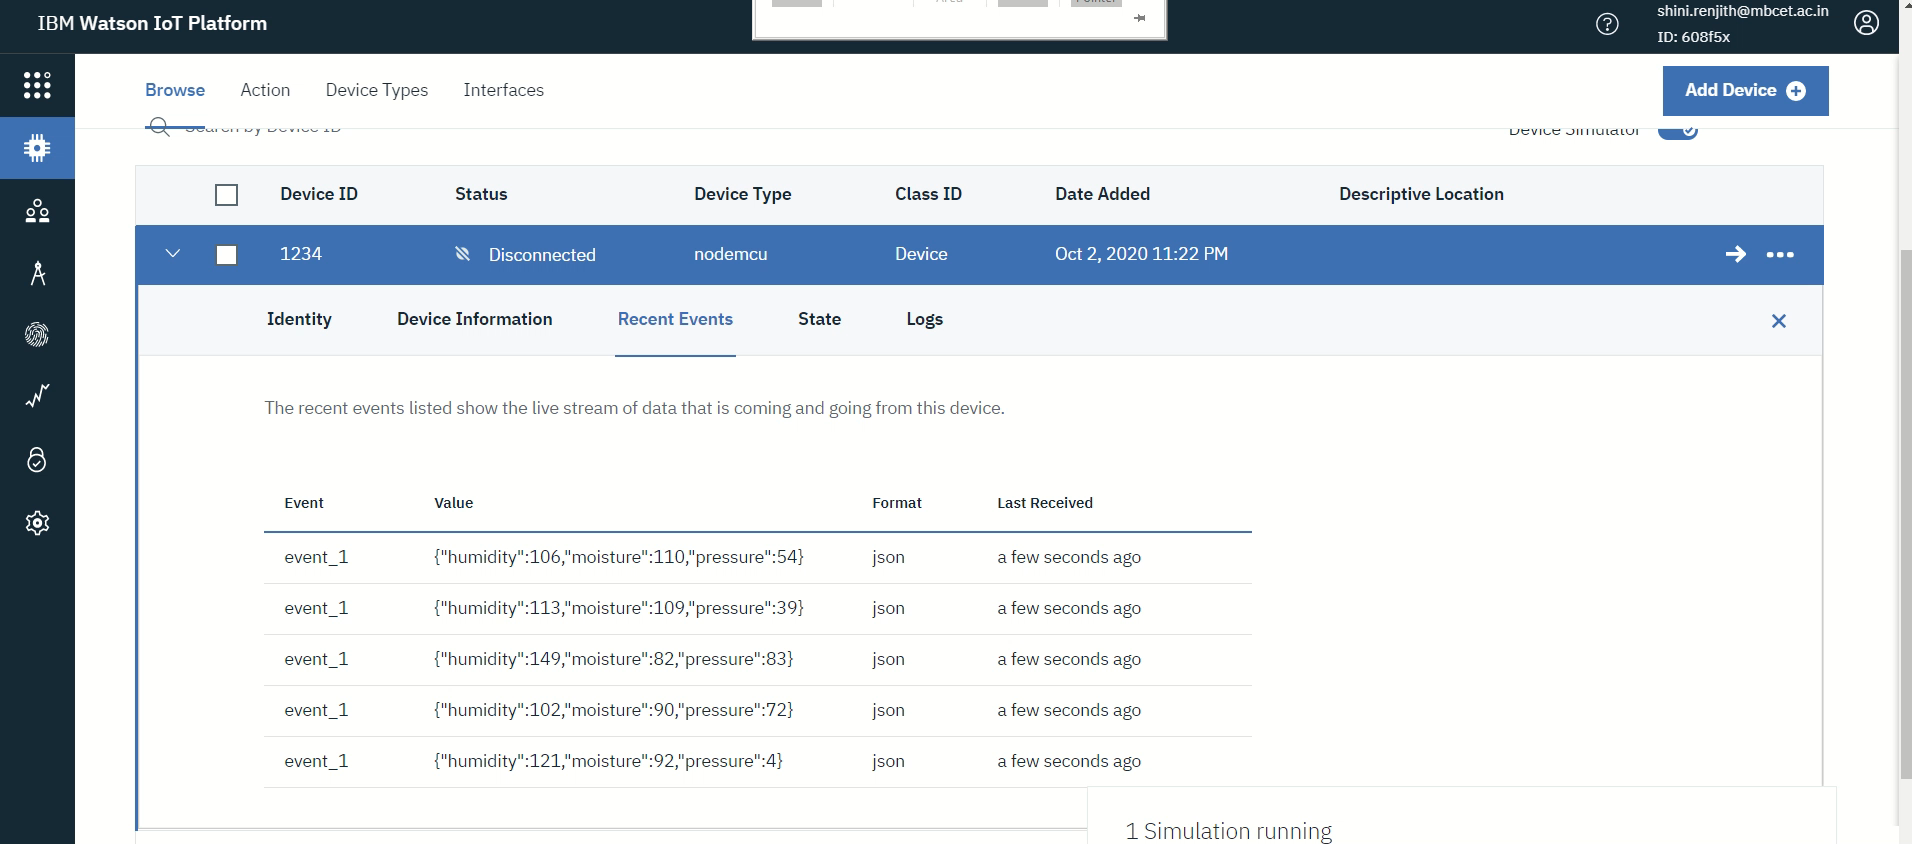 IBM Watson IoT Platform
shini.renjith@mbcet.ac.in
ID: 608f5x
Browse Action Device Types Interfaces
Add Device
Search by Device ID
Device Simulator
Device ID Status Device Type Class ID Date Added Descriptive Location
1234 Disconnected nodemcu Device Oct 2, 2020 11:22 PM
Identity Device Information Recent Events State Logs
The recent events listed show the live stream of data that is coming and going from this device.
Event Value Format Last Received
event_1 {"humidity":106,"moisture":110,"pressure":54} json a few seconds ago
event_1 {"humidity":113,"moisture":109,"pressure":39} json a few seconds ago
event_1 {"humidity":149,"moisture":82,"pressure":83} json a few seconds ago
event_1 {"humidity":102,"moisture":90,"pressure":72} json a few seconds ago
event_1 {"humidity":121,"moisture":92,"pressure":4} json a few seconds ago
1 Simulation running